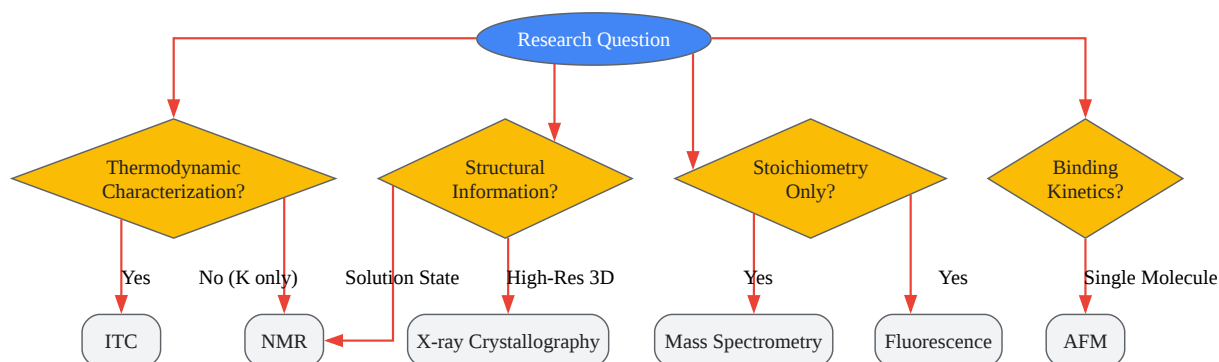 Research Question
Thermodynamic
Characterization?
Structural
Information?
Stoichiometry
Only?
Binding
Kinetics?
Yes
No (K only)
Solution State
High-Res 3D
Yes
Yes
Single Molecule
ITC
NMR
X-ray Crystallography
Mass Spectrometry
Fluorescence
AFM